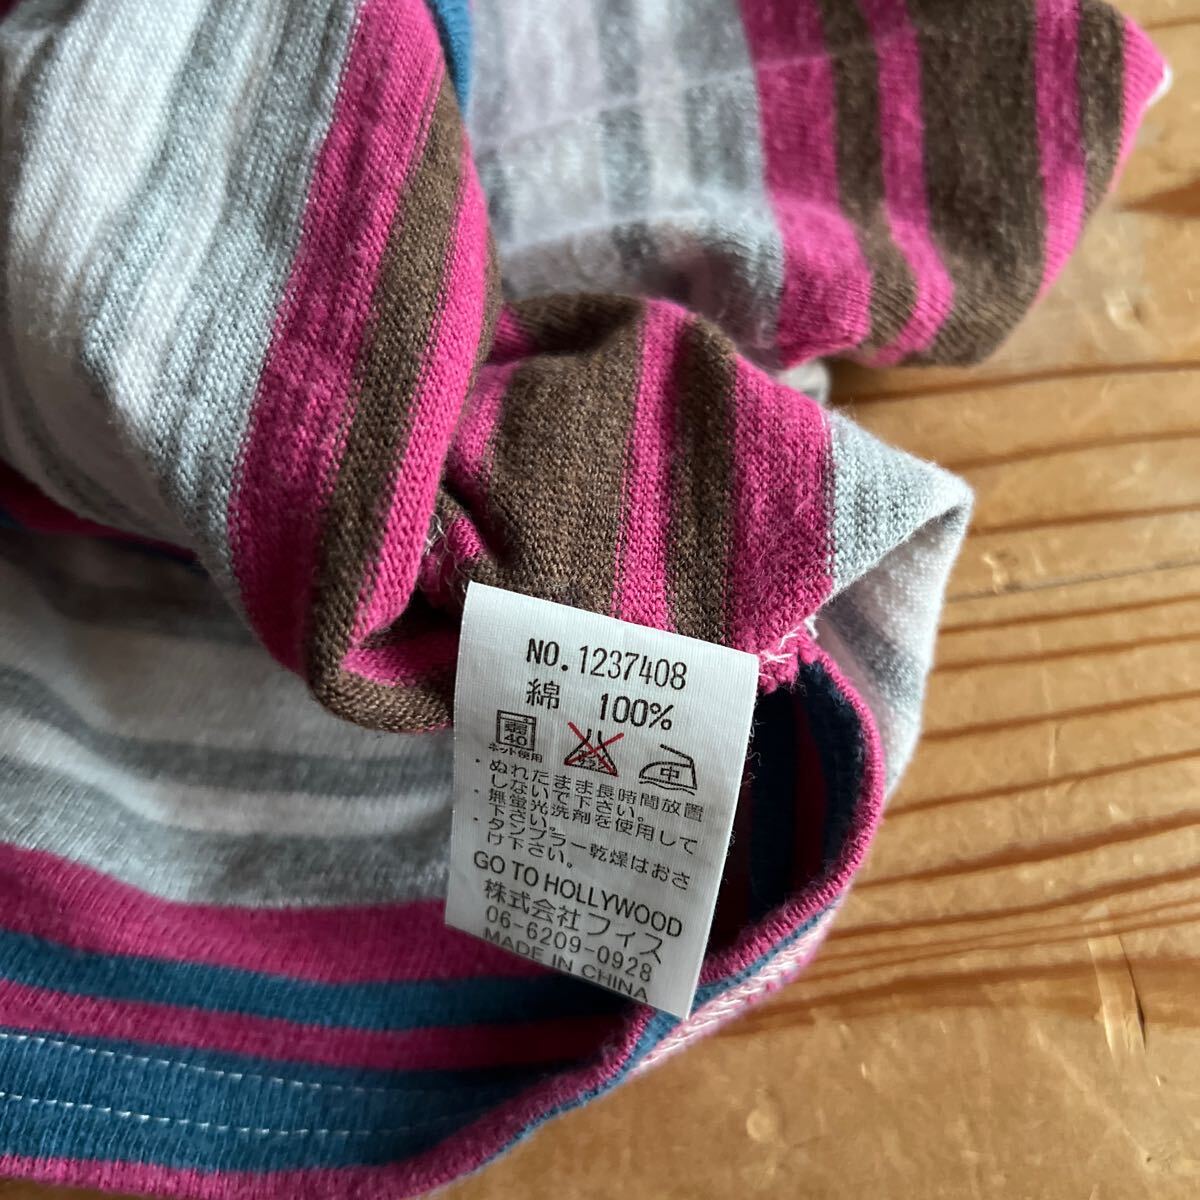 NO.1237408
綿 100%
弱
40
中
ネット使用
・ぬれたまま長時間放置
しないで下さい。
・無蛍光洗剤を使用して
下さい。
・タンブラー乾燥はおさ
け下さい。
GO TO HOLLYWOOD
株式会社フィス
06-6209-0928
MADE IN CHINA